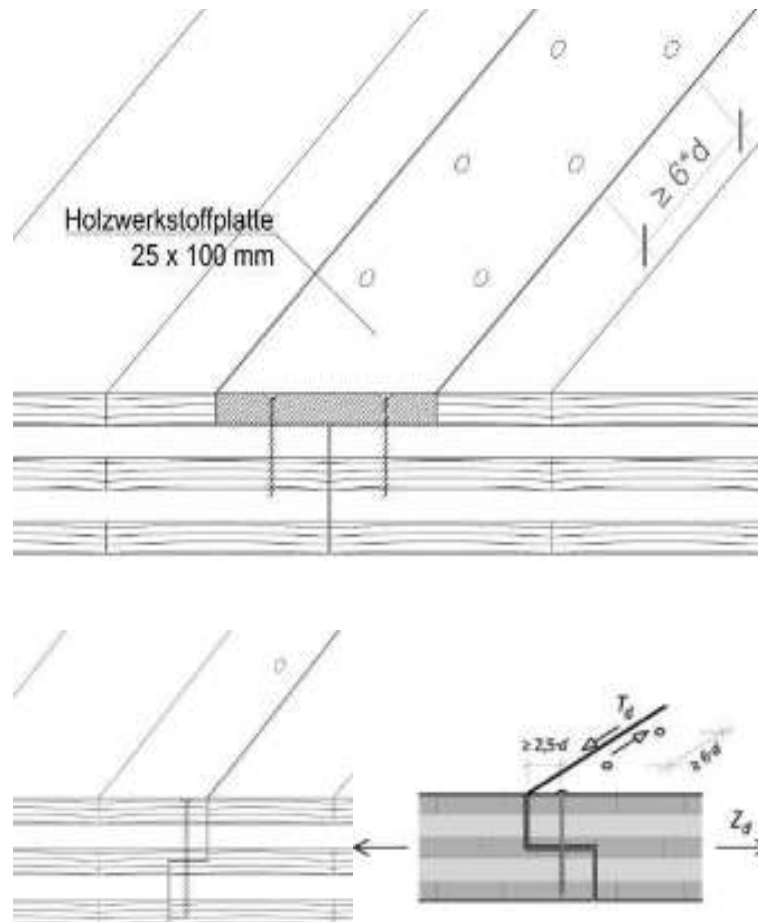 Holzwerkstoffplatte
25 x 100 mm
≥ 6*d
T_d
≥ 2,5·d
≥ 6·d
Z_d